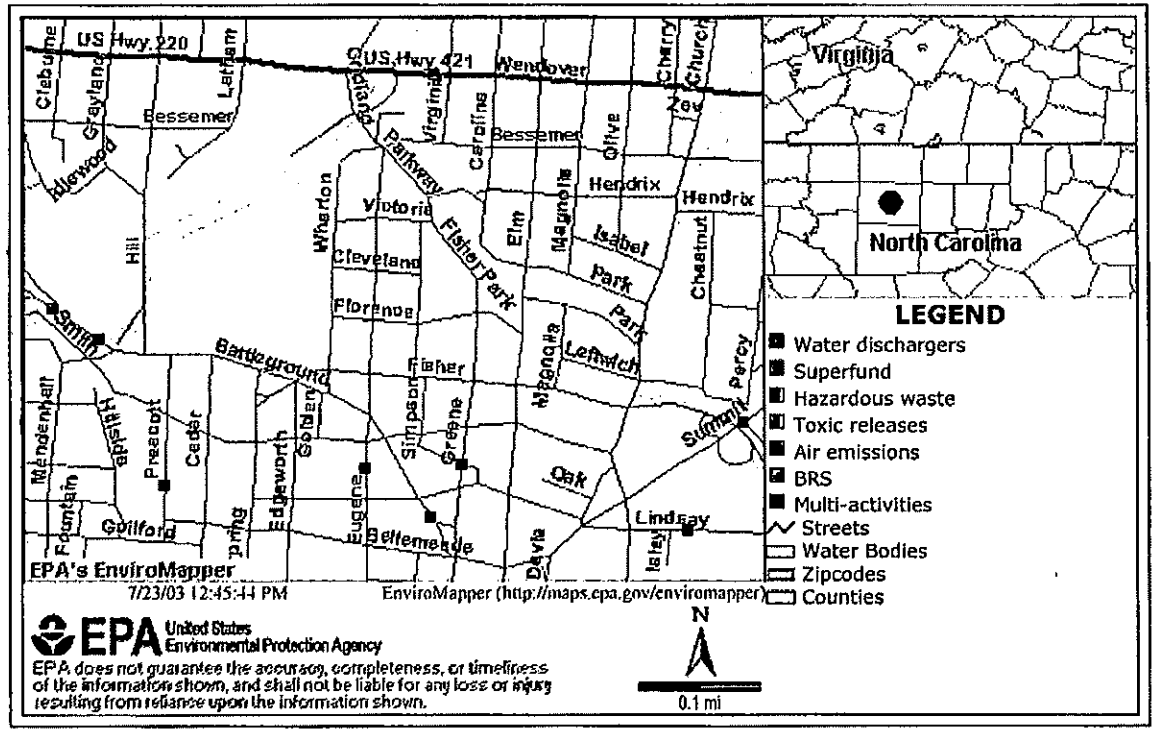 US Hwy 220
US Hwy 421
Wendover
Cleburne
Grayland
Latham
Cherry
Church
Virginia
Bessemer
Virginia
Caroline
Bessemer
Olive
Idlewood
Parkway
Hendrix
Hendrix
Wharton
Victoria
Elm
Magnolia
Isabel
Hill
Cleveland
Fisher Park
Park
Chestnut
North Carolina
Florence
Park
LEGEND
Smith
Battleground
Fisher
Magnolia
Leftwich
Percy
Water dischargers
Superfund
Hazardous waste
Toxic releases
Air emissions
BRS
Multi-activities
Streets
Water Bodies
Zipcodes
Counties
Mendenhall
Hillside
Prescott
Cedar
Golden
Simpson
Greene
Summit
Edgeworth
Oak
Fountain
Guilford
pring
Eugene
Bellemeade
Davie
Lindsay
Islay
EPA's EnviroMapper
7/23/03 12:45:44 PM
EnviroMapper (http://maps.epa.gov/enviromapper)
EPA United States
Environmental Protection Agency
N
EPA does not guarantee the accuracy, completeness, or timeliness
of the information shown, and shall not be liable for any loss or injury
resulting from reliance upon the information shown.
0.1 mi